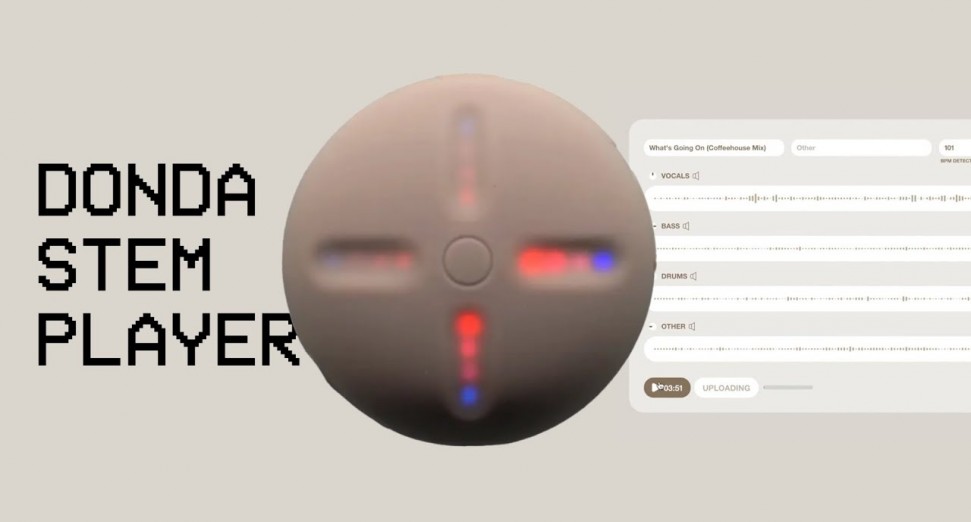 DONDA
STEM
PLAYER
What's Going On (Coffeehouse Mix)
Other
101
BPM DETECT
VOCALS
BASS
DRUMS
OTHER
03:51
UPLOADING